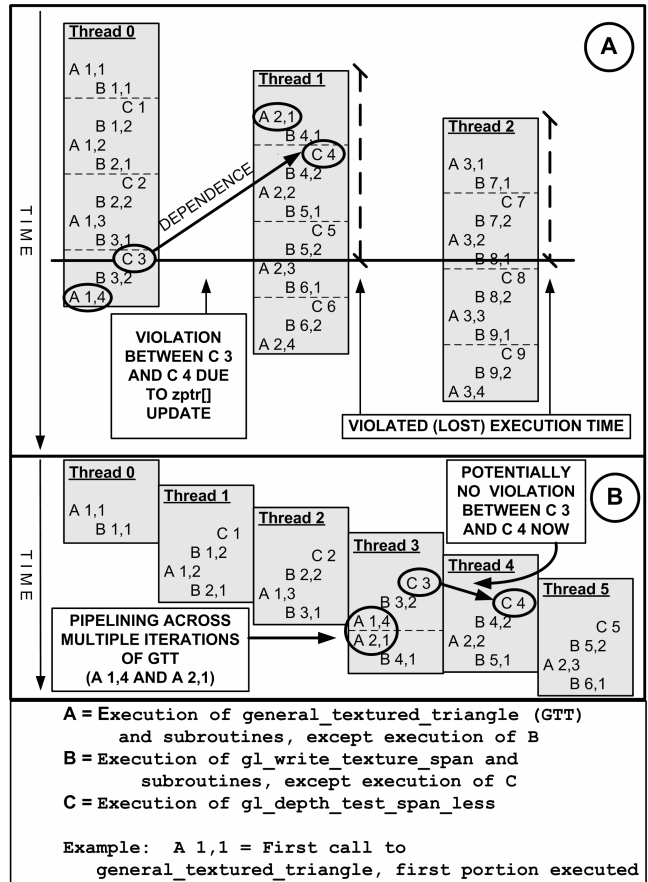 A
Thread 0
A 1,1
B 1,1
C 1
B 1,2
A 1,2
B 2,1
C 2
B 2,2
A 1,3
B 3,1
C 3
B 3,2
A 1,4
DEPENDENCE
Thread 1
A 2,1
B 4,1
C 4
B 4,2
A 2,2
B 5,1
C 5
B 5,2
A 2,3
B 6,1
C 6
B 6,2
A 2,4
Thread 2
A 3,1
B 7,1
C 7
B 7,2
A 3,2
B 8,1
C 8
B 8,2
A 3,3
B 9,1
C 9
B 9,2
A 3,4
TIME
VIOLATION
BETWEEN C 3
AND C 4 DUE
TO zptr[]
UPDATE
VIOLATED (LOST) EXECUTION TIME
B
Thread 0
A 1,1
B 1,1
Thread 1
C 1
B 1,2
A 1,2
B 2,1
Thread 2
C 2
B 2,2
A 1,3
B 3,1
Thread 3
C 3
B 3,2
A 1,4
A 2,1
B 4,1
Thread 4
C 4
B 4,2
A 2,2
B 5,1
Thread 5
C 5
B 5,2
A 2,3
B 6,1
POTENTIALLY
NO VIOLATION
BETWEEN C 3
AND C 4 NOW
TIME
PIPELINING ACROSS
MULTIPLE ITERATIONS
OF GTT
(A 1,4 AND A 2,1)
A = Execution of general_textured_triangle (GTT)
and subroutines, except execution of B
B = Execution of gl_write_texture_span and
subroutines, except execution of C
C = Execution of gl_depth_test_span_less
Example: A 1,1 = First call to
general_textured_triangle, first portion executed